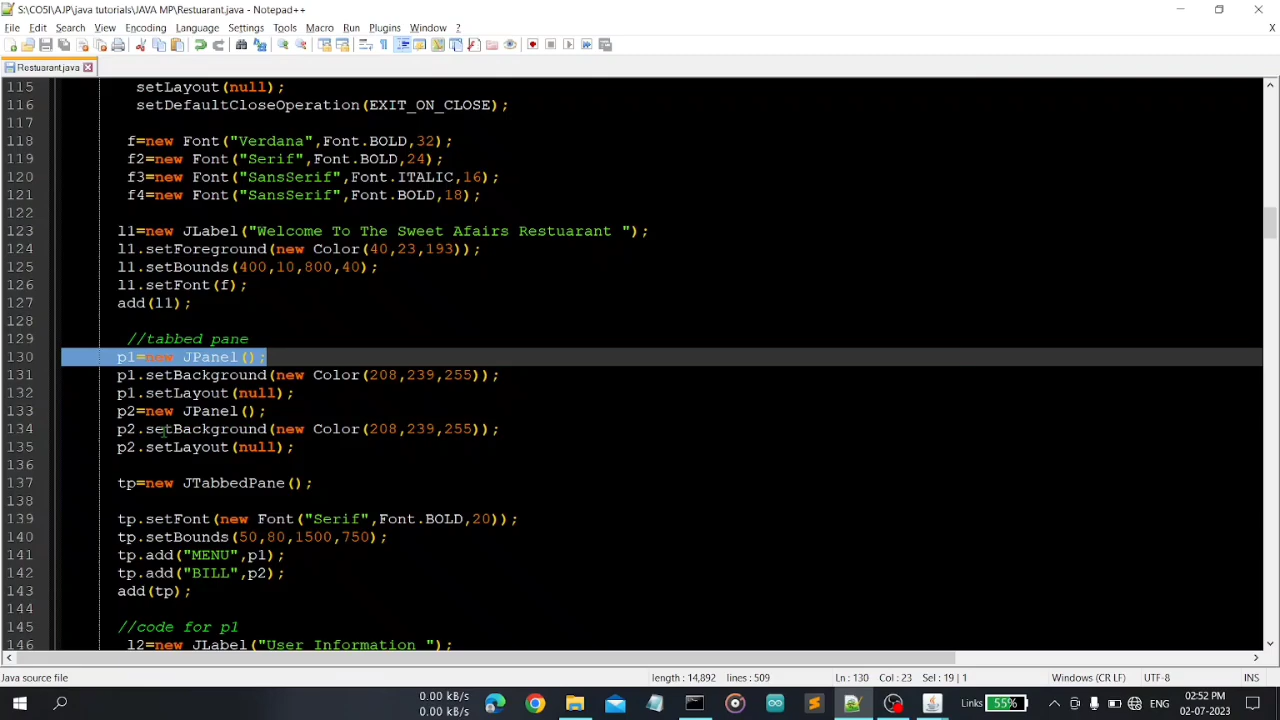 S:\CO5I\AJP\java tutorials\JAVA MP\Restuarant.java - Notepad++
File Edit Search View Encoding Language Settings Tools Macro Run Plugins Window ?
X
Restuarant.java
115 setLayout(null);
116 setDefaultCloseOperation(EXIT_ON_CLOSE);
117
118 f=new Font("Verdana",Font.BOLD,32);
119 f2=new Font("Serif",Font.BOLD,24);
120 f3=new Font("SansSerif",Font.ITALIC,16);
121 f4=new Font("SansSerif",Font.BOLD,18);
122
123 l1=new JLabel("Welcome To The Sweet Afairs Restuarant ");
124 l1.setForeground(new Color(40,23,193));
125 l1.setBounds(400,10,800,40);
126 l1.setFont(f);
127 add(l1);
128
129 //tabbed pane
130 p1=new JPanel();
131 p1.setBackground(new Color(208,239,255));
132 p1.setLayout(null);
133 p2=new JPanel();
134 p2.setBackground(new Color(208,239,255));
135 p2.setLayout(null);
136
137 tp=new JTabbedPane();
138
139 tp.setFont(new Font("Serif",Font.BOLD,20));
140 tp.setBounds(50,80,1500,750);
141 tp.add("MENU",p1);
142 tp.add("BILL",p2);
143 add(tp);
144
145 //code for p1
146 l2=new JLabel("User Information ");
Java source file length : 14,892 lines : 509 Ln : 130 Col : 23 Sel : 19 | 1 Windows (CR LF) UTF-8 INS
0.00 kB/s 0.00 kB/s
0.00 kB/s 0.00 kB/s
Links 55% ENG
02:52 PM
02-07-2023